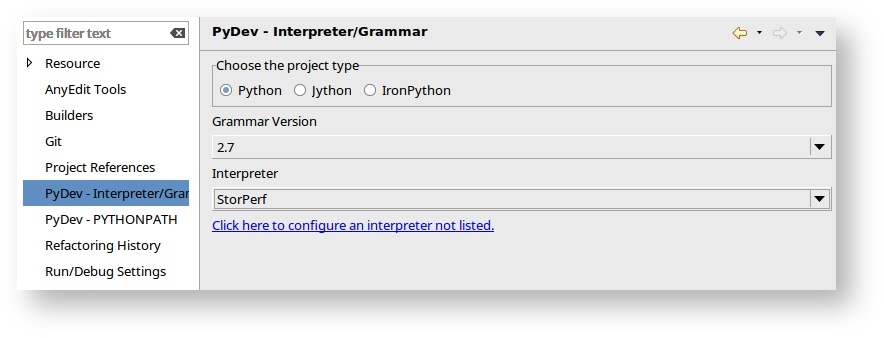 type filter text
Resource
AnyEdit Tools
Builders
Git
Project References
PyDev - Interpreter/Gran
PyDev - PYTHONPATH
Refactoring History
Run/Debug Settings
PyDev - Interpreter/Grammar
Choose the project type
Python Jython IronPython
Grammar Version
2.7
Interpreter
StorPerf
Click here to configure an interpreter not listed.